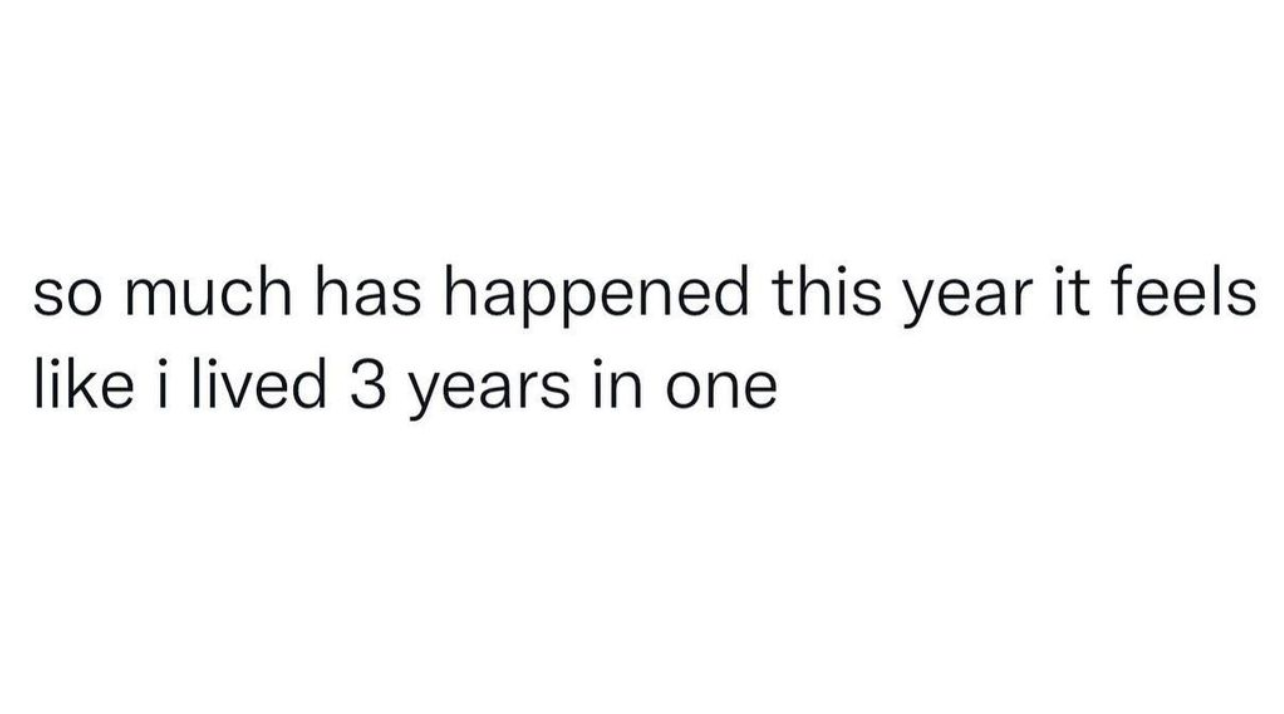 so much has happened this year it feels
like i lived 3 years in one